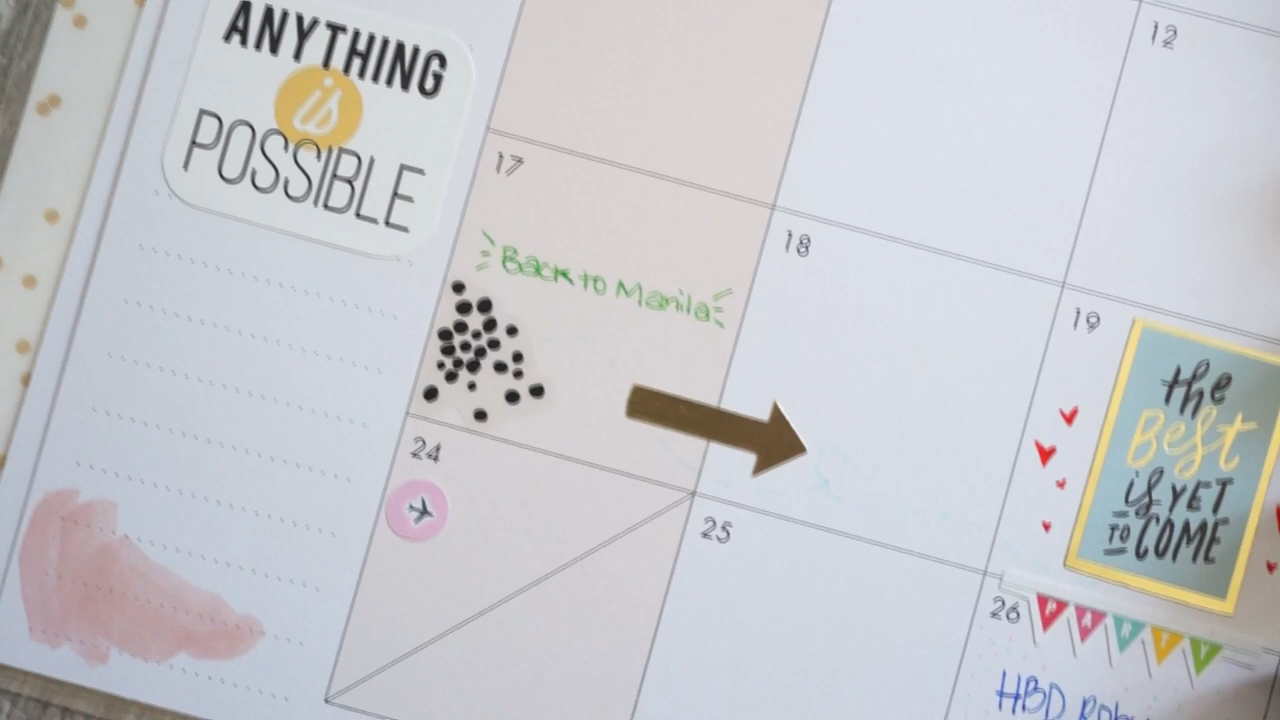 ANYTHING
is
POSSIBLE
12
17
Back to Manila
18
19
the
Best
is YET
TO COME
24
25
26
PARTY
HBD